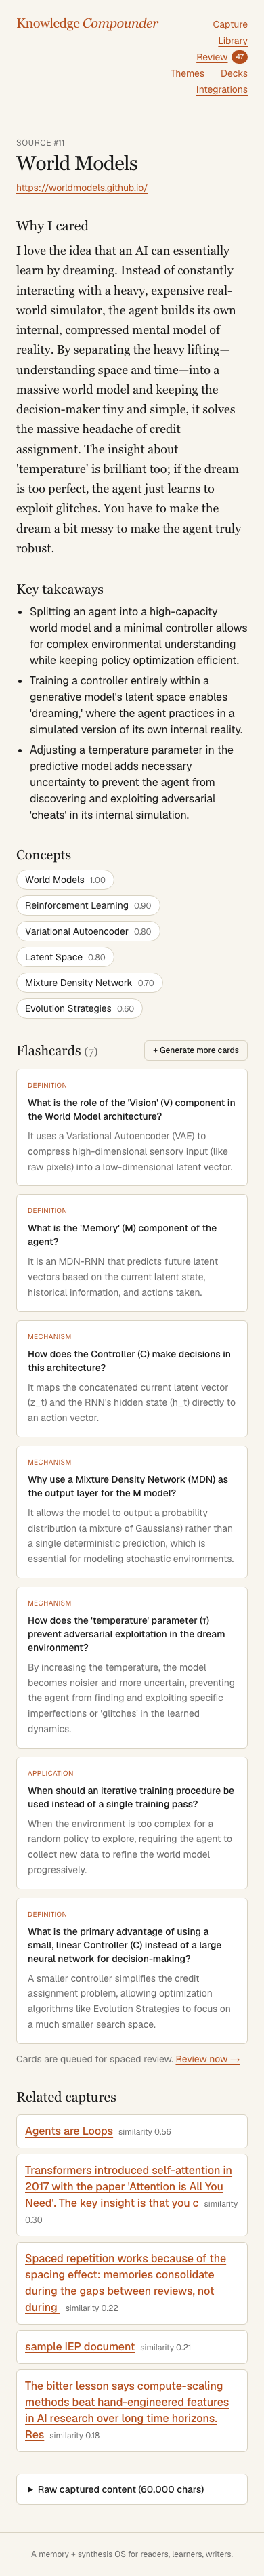 Knowledge Compounder
Capture
Library
Review 47
Themes Decks
Integrations
SOURCE #11
World Models
https://worldmodels.github.io/
Why I cared
I love the idea that an AI can essentially
learn by dreaming. Instead of constantly
interacting with a heavy, expensive real-
world simulator, the agent builds its own
internal, compressed mental model of
reality. By separating the heavy lifting—
understanding space and time—into a
massive world model and keeping the
decision-making tiny and simple, it solves
the massive headache of credit
assignment. The insight about
'temperature' is brilliant too; if the dream
is too perfect, the agent just learns to
exploit glitches. You have to make the
dream a bit messy to make the agent truly
robust.
Key takeaways
• Splitting an agent into a high-capacity
world model and a minimal controller allows
for complex environmental understanding
while keeping policy optimization efficient.
• Training a controller entirely within a
generative model's latent space enables
'dreaming,' where the agent practices in a
simulated version of its own internal reality.
• Adjusting a temperature parameter in the
predictive model adds necessary
uncertainty to prevent the agent from
discovering and exploiting adversarial
'cheats' in its internal simulation.
Concepts
World Models 1.00
Reinforcement Learning 0.90
Variational Autoencoder 0.80
Latent Space 0.80
Mixture Density Network 0.70
Evolution Strategies 0.60
Flashcards (7)
+ Generate more cards
DEFINITION
What is the role of the 'Vision' (V) component in
the World Model architecture?
It uses a Variational Autoencoder (VAE) to
compress high-dimensional sensory input (like
raw pixels) into a low-dimensional latent vector.
DEFINITION
What is the 'Memory' (M) component of the
agent?
It is an MDN-RNN that predicts future latent
vectors based on the current latent state,
historical information, and actions taken.
MECHANISM
How does the Controller (C) make decisions in
this architecture?
It maps the concatenated current latent vector
(z_t) and the RNN's hidden state (h_t) directly to
an action vector.
MECHANISM
Why use a Mixture Density Network (MDN) as
the output layer for the M model?
It allows the model to output a probability
distribution (a mixture of Gaussians) rather than
a single deterministic prediction, which is
essential for modeling stochastic environments.
MECHANISM
How does the 'temperature' parameter (τ)
prevent adversarial exploitation in the dream
environment?
By increasing the temperature, the model
becomes noisier and more uncertain, preventing
the agent from finding and exploiting specific
imperfections or 'glitches' in the learned
dynamics.
APPLICATION
When should an iterative training procedure be
used instead of a single training pass?
When the environment is too complex for a
random policy to explore, requiring the agent to
collect new data to refine the world model
progressively.
DEFINITION
What is the primary advantage of using a
small, linear Controller (C) instead of a large
neural network for decision-making?
A smaller controller simplifies the credit
assignment problem, allowing optimization
algorithms like Evolution Strategies to focus on
a much smaller search space.
Cards are queued for spaced review. Review now →
Related captures
Agents are Loops similarity 0.56
Transformers introduced self-attention in
2017 with the paper 'Attention is All You
Need'. The key insight is that you c similarity
0.30
Spaced repetition works because of the
spacing effect: memories consolidate
during the gaps between reviews, not
during similarity 0.22
sample IEP document similarity 0.21
The bitter lesson says compute-scaling
methods beat hand-engineered features
in AI research over long time horizons.
Res similarity 0.18
▶ Raw captured content (60,000 chars)
A memory + synthesis OS for readers, learners, writers.